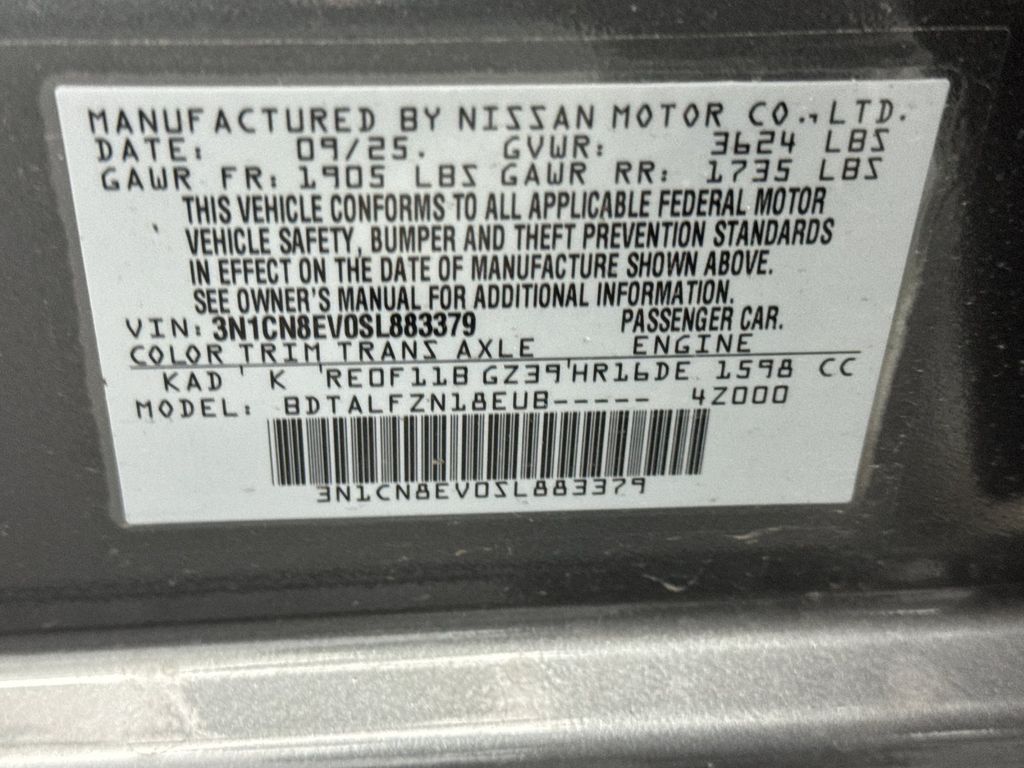 MANUFACTURED BY NISSAN MOTOR CO.,LTD.
DATE: 09/25. GVWR: 3624 LBS
GAWR FR: 1905 LBS GAWR RR: 1735 LBS
THIS VEHICLE CONFORMS TO ALL APPLICABLE FEDERAL MOTOR
VEHICLE SAFETY, BUMPER AND THEFT PREVENTION STANDARDS
IN EFFECT ON THE DATE OF MANUFACTURE SHOWN ABOVE.
SEE OWNER'S MANUAL FOR ADDITIONAL INFORMATION.
VIN: 3N1CN8EV0SL883379 PASSENGER CAR.
COLOR TRIM TRANS AXLE ENGINE
KAD ' K 'RE0F11B GZ39'HR16DE 1598 CC
MODEL: BDTALFZN18EUB----- 4Z000
3N1CN8EV0SL883379